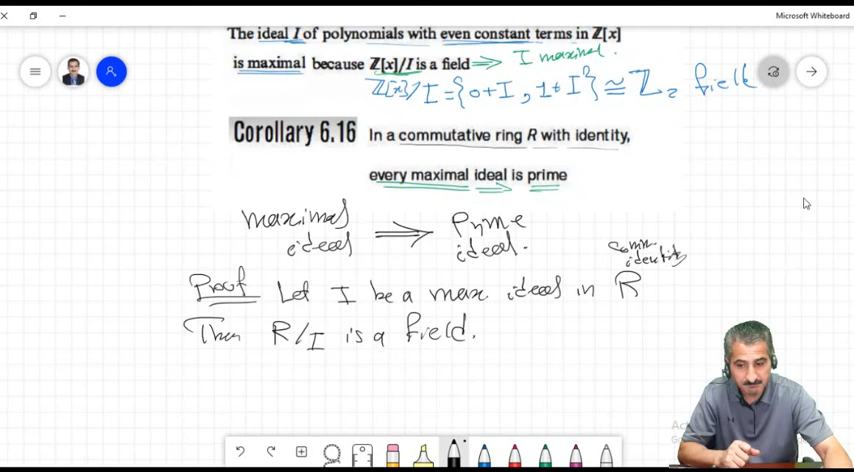 Microsoft Whiteboard
The ideal I of polynomials with even constant terms in Z[x]
is maximal because Z[x]/I is a field ⟹ I maximal.
Z[x]/I = {0+I, 1+I} ≅ Z₂ field
Corollary 6.16 In a commutative ring R with identity,
every maximal ideal is prime
maximal ideal ⟹ Prime ideal.
comm. identity
Proof Let I be a max ideal in R
Then R/I is a field.